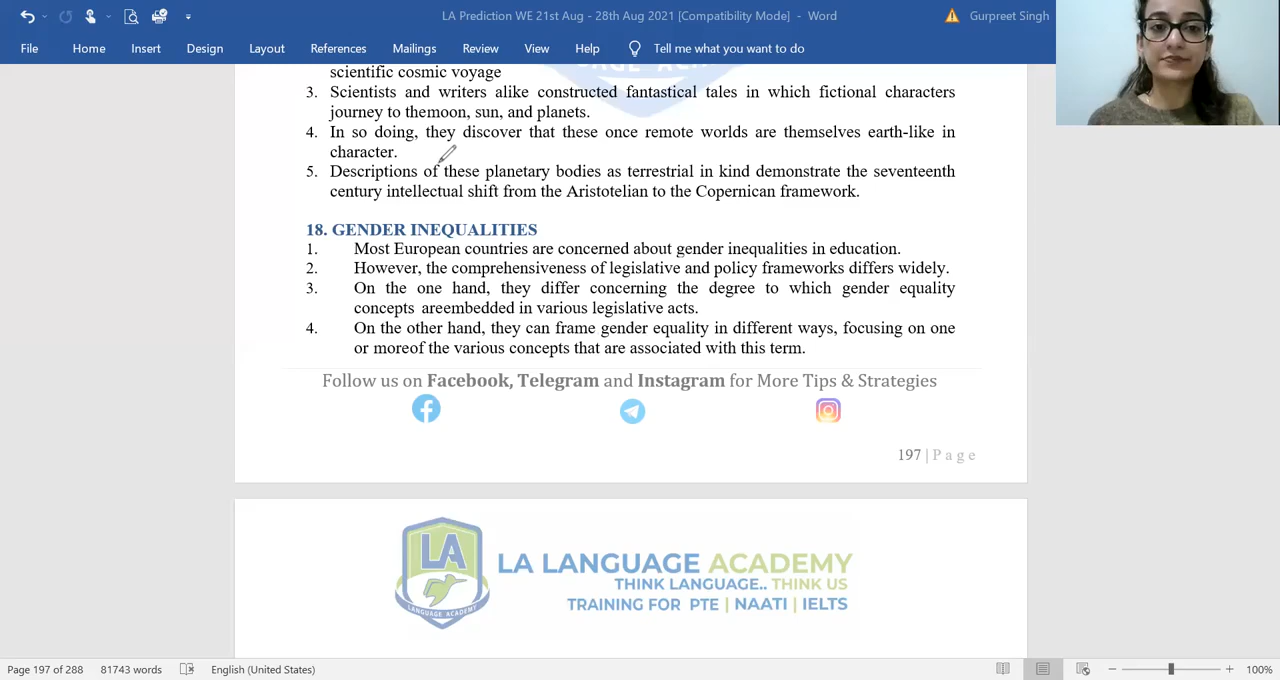 LA Prediction WE 21st Aug - 28th Aug 2021 [Compatibility Mode] - Word
Gurpreet Singh
File Home Insert Design Layout References Mailings Review View Help Tell me what you want to do
scientific cosmic voyage
3. Scientists and writers alike constructed fantastical tales in which fictional characters
journey to themoon, sun, and planets.
4. In so doing, they discover that these once remote worlds are themselves earth-like in
character.
5. Descriptions of these planetary bodies as terrestrial in kind demonstrate the seventeenth
century intellectual shift from the Aristotelian to the Copernican framework.
18. GENDER INEQUALITIES
1. Most European countries are concerned about gender inequalities in education.
2. However, the comprehensiveness of legislative and policy frameworks differs widely.
3. On the one hand, they differ concerning the degree to which gender equality
concepts areembedded in various legislative acts.
4. On the other hand, they can frame gender equality in different ways, focusing on one
or moreof the various concepts that are associated with this term.
Follow us on Facebook, Telegram and Instagram for More Tips & Strategies
197 | Page
LA
LANGUAGE ACADEMY
LA LANGUAGE ACADEMY
THINK LANGUAGE.. THINK US
TRAINING FOR PTE | NAATI | IELTS
Page 197 of 288 81743 words English (United States) 100%